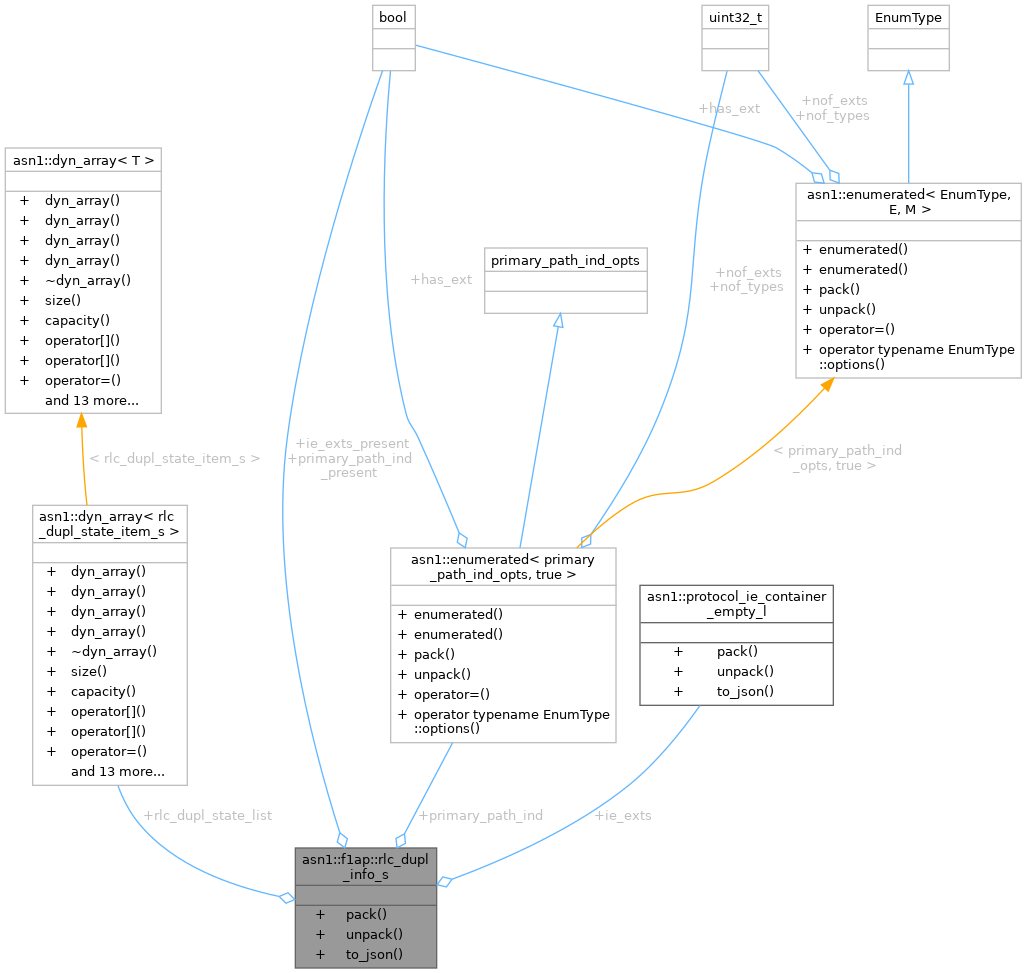 bool
uint32_t
EnumType
+has_ext
+nof_exts
+nof_types
asn1::dyn_array< T >
+ dyn_array()
+ dyn_array()
+ dyn_array()
+ dyn_array()
+ ~dyn_array()
+ size()
+ capacity()
+ operator[]()
+ operator[]()
+ operator=()
and 13 more...
asn1::enumerated< EnumType,
E, M >
+ enumerated()
+ enumerated()
+ pack()
+ unpack()
+ operator=()
+ operator typename EnumType
::options()
primary_path_ind_opts
+has_ext
+nof_exts
+nof_types
+ie_exts_present
+primary_path_ind
_present
< rlc_dupl_state_item_s >
< primary_path_ind
_opts, true >
asn1::dyn_array< rlc
_dupl_state_item_s >
+ dyn_array()
+ dyn_array()
+ dyn_array()
+ dyn_array()
+ ~dyn_array()
+ size()
+ capacity()
+ operator[]()
+ operator[]()
+ operator=()
and 13 more...
asn1::enumerated< primary
_path_ind_opts, true >
+ enumerated()
+ enumerated()
+ pack()
+ unpack()
+ operator=()
+ operator typename EnumType
::options()
asn1::protocol_ie_container
_empty_l
+ pack()
+ unpack()
+ to_json()
+rlc_dupl_state_list
+primary_path_ind
+ie_exts
asn1::f1ap::rlc_dupl
_info_s
+ pack()
+ unpack()
+ to_json()